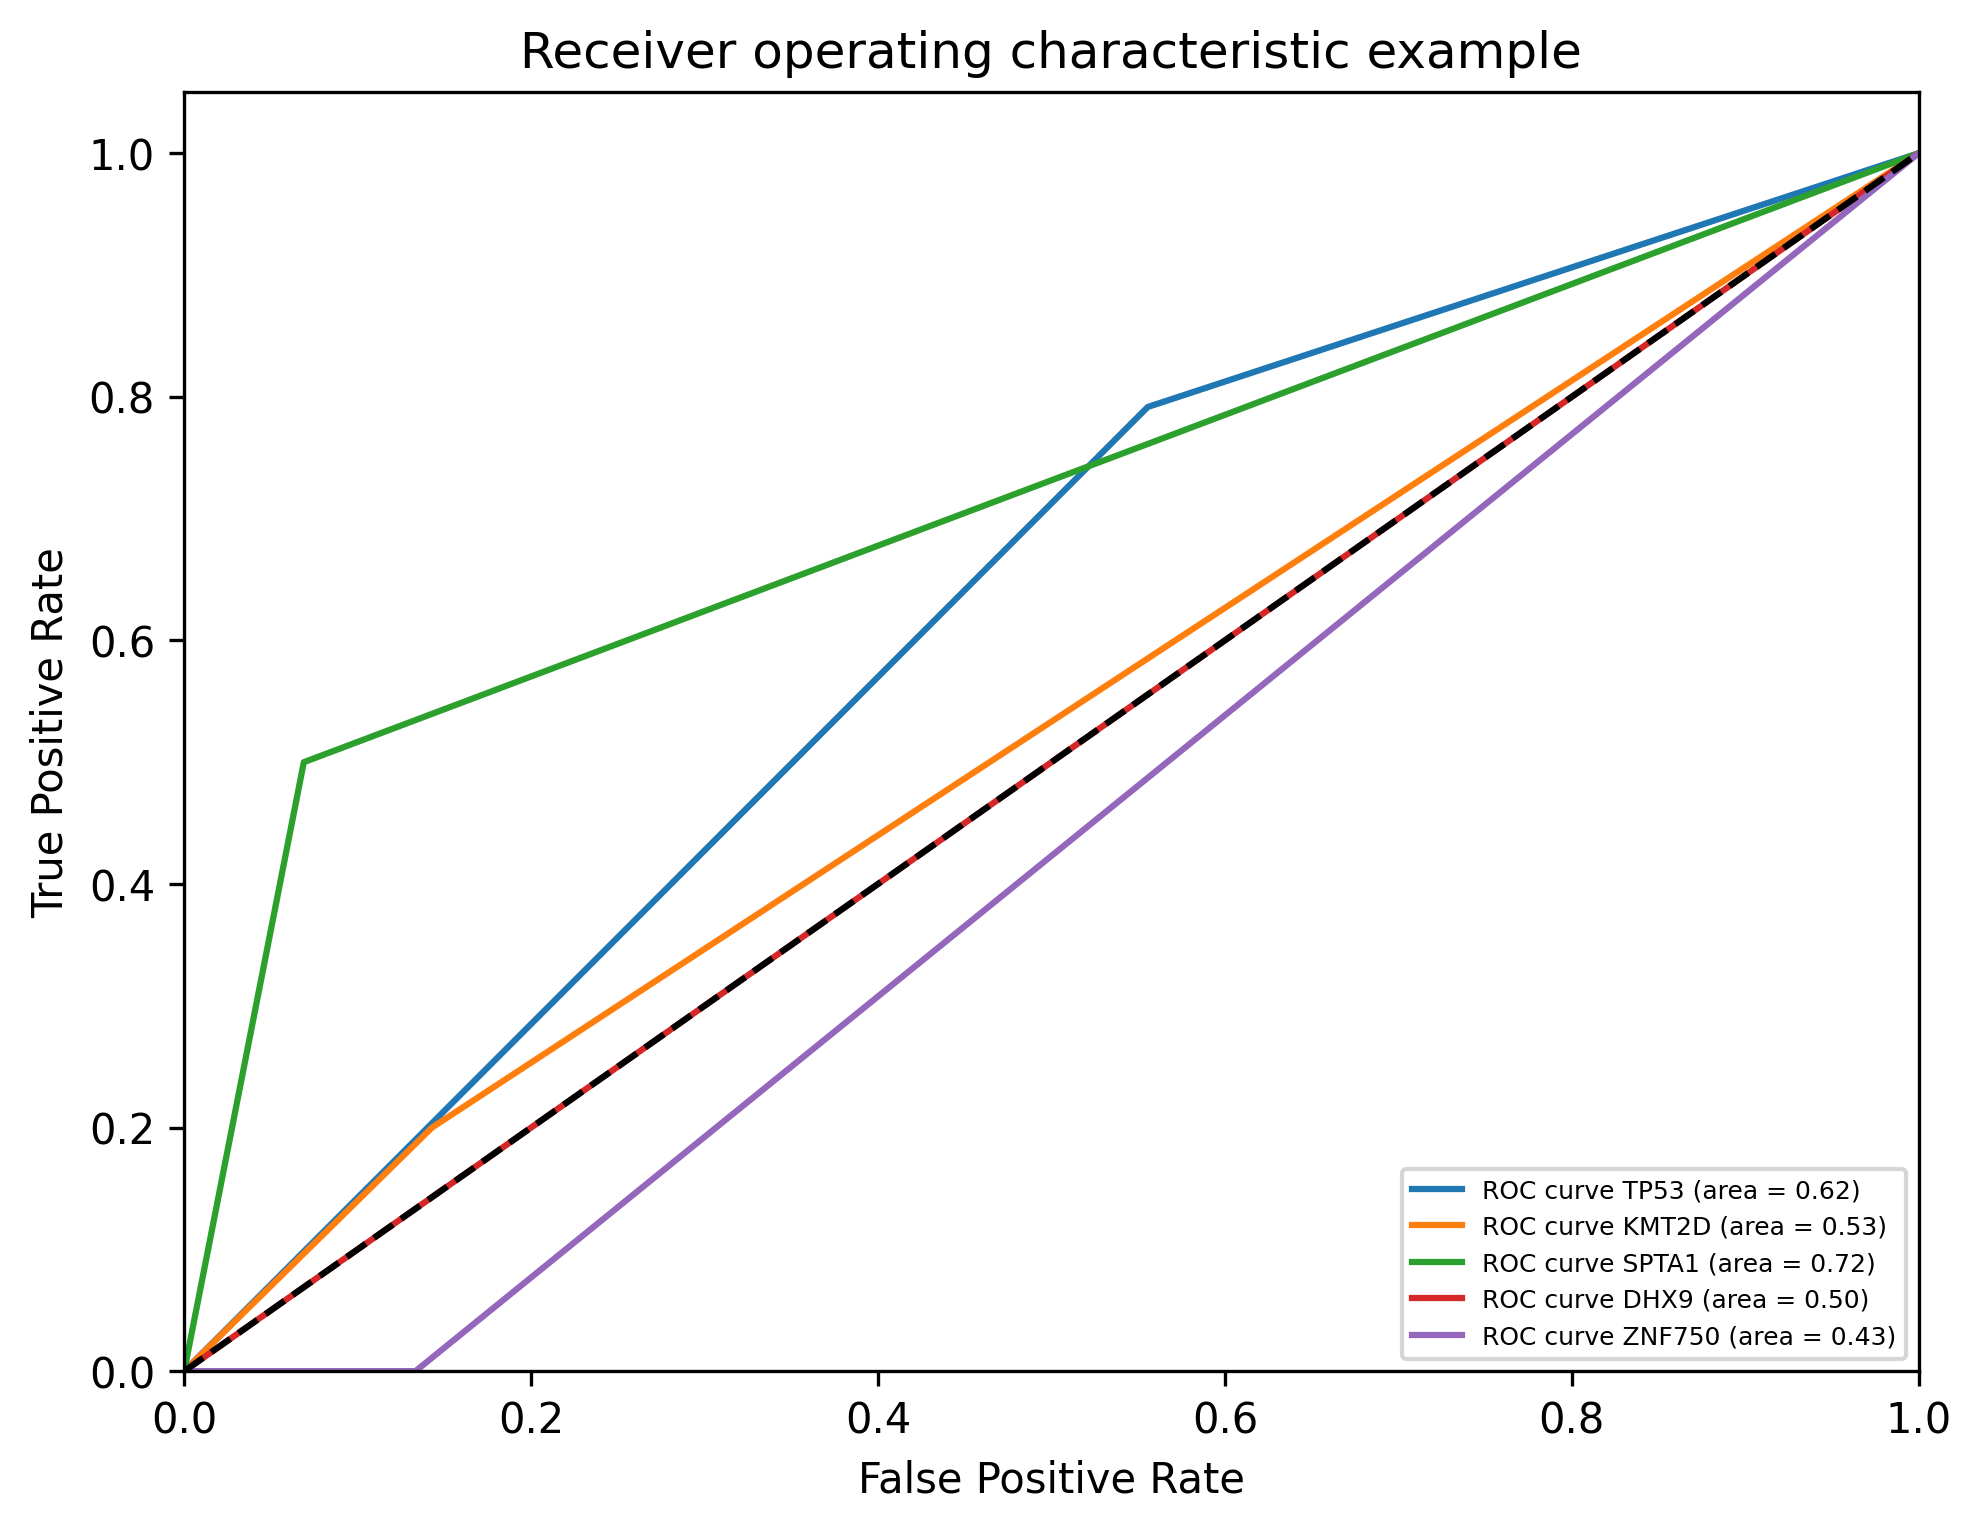 Receiver operating characteristic example
1.0
0.8
0.6
0.4
0.2
0.0
True Positive Rate
0.0 0.2 0.4 0.6 0.8 1.0
False Positive Rate
ROC curve TP53 (area = 0.62)
ROC curve KMT2D (area = 0.53)
ROC curve SPTA1 (area = 0.72)
ROC curve DHX9 (area = 0.50)
ROC curve ZNF750 (area = 0.43)